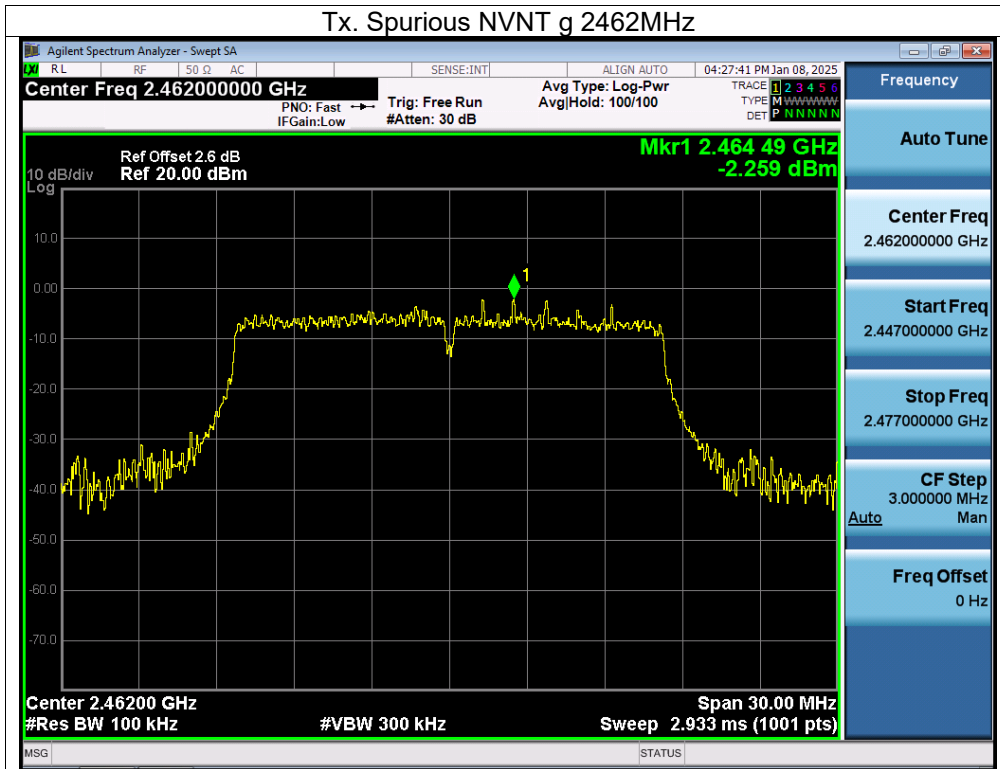 Tx. Spurious NVNT g 2462MHz
Agilent Spectrum Analyzer - Swept SA
LXI RL RF 50 Ω AC SENSE:INT ALIGN AUTO 04:27:41 PM Jan 08, 2025
Center Freq 2.462000000 GHz
PNO: Fast
IFGain:Low
Trig: Free Run
#Atten: 30 dB
Avg Type: Log-Pwr
Avg|Hold: 100/100
TRACE 1 2 3 4 5 6
TYPE M WWWWW
DET P N N N N N
Mkr1 2.464 49 GHz
-2.259 dBm
Ref Offset 2.6 dB
10 dB/div Ref 20.00 dBm
Log
1
10.0
0.00
-10.0
-20.0
-30.0
-40.0
-50.0
-60.0
-70.0
Center 2.46200 GHz Span 30.00 MHz
#Res BW 100 kHz #VBW 300 kHz Sweep 2.933 ms (1001 pts)
MSG STATUS
Frequency
Auto Tune
Center Freq
2.462000000 GHz
Start Freq
2.447000000 GHz
Stop Freq
2.477000000 GHz
CF Step
3.000000 MHz
Auto Man
Freq Offset
0 Hz